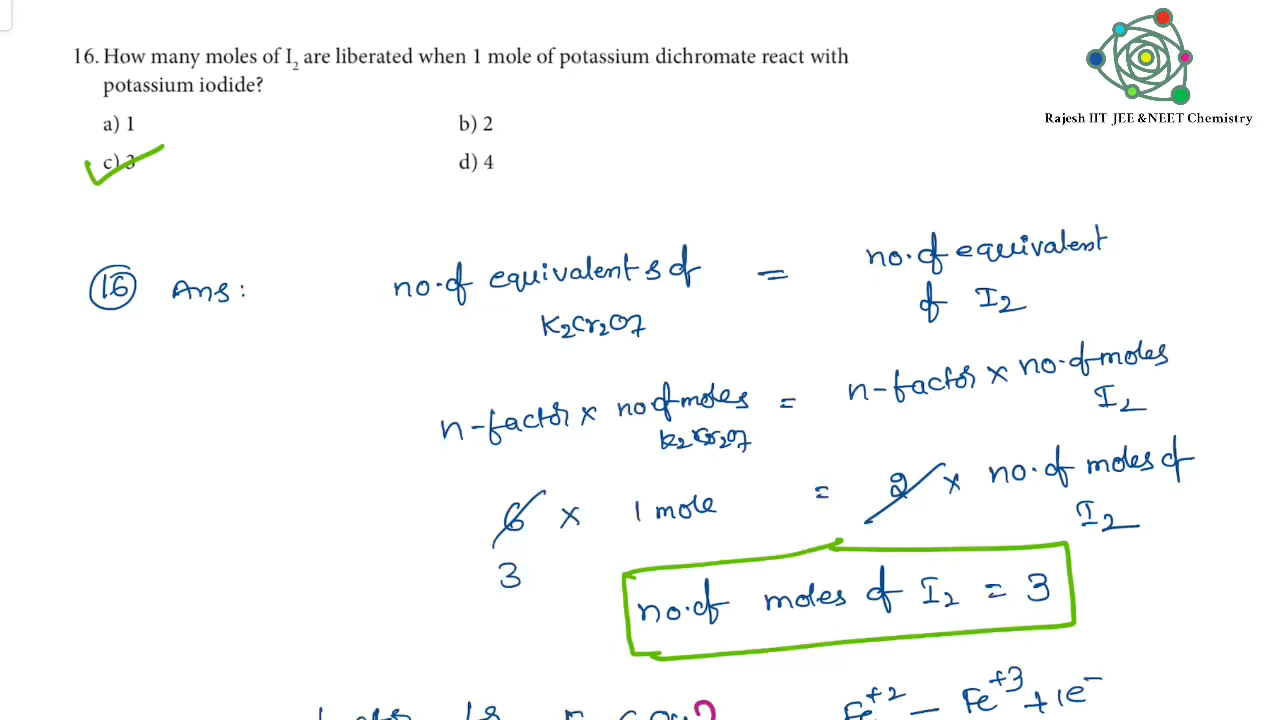 16. How many moles of I2 are liberated when 1 mole of potassium dichromate react with
potassium iodide?
a) 1 b) 2
c) 3 d) 4
Rajesh IIT JEE &NEET Chemistry
16 Ans: no.of equivalents of = no.of equivalent
K2Cr2O7 of I2
n-factor × no of moles = n-factor × no.of moles
K2Cr2O7 I2
6 × 1 mole = 2 × no.of moles of
3 I2
no.of moles of I2 = 3
Fe+2 – Fe+3 + 1e-